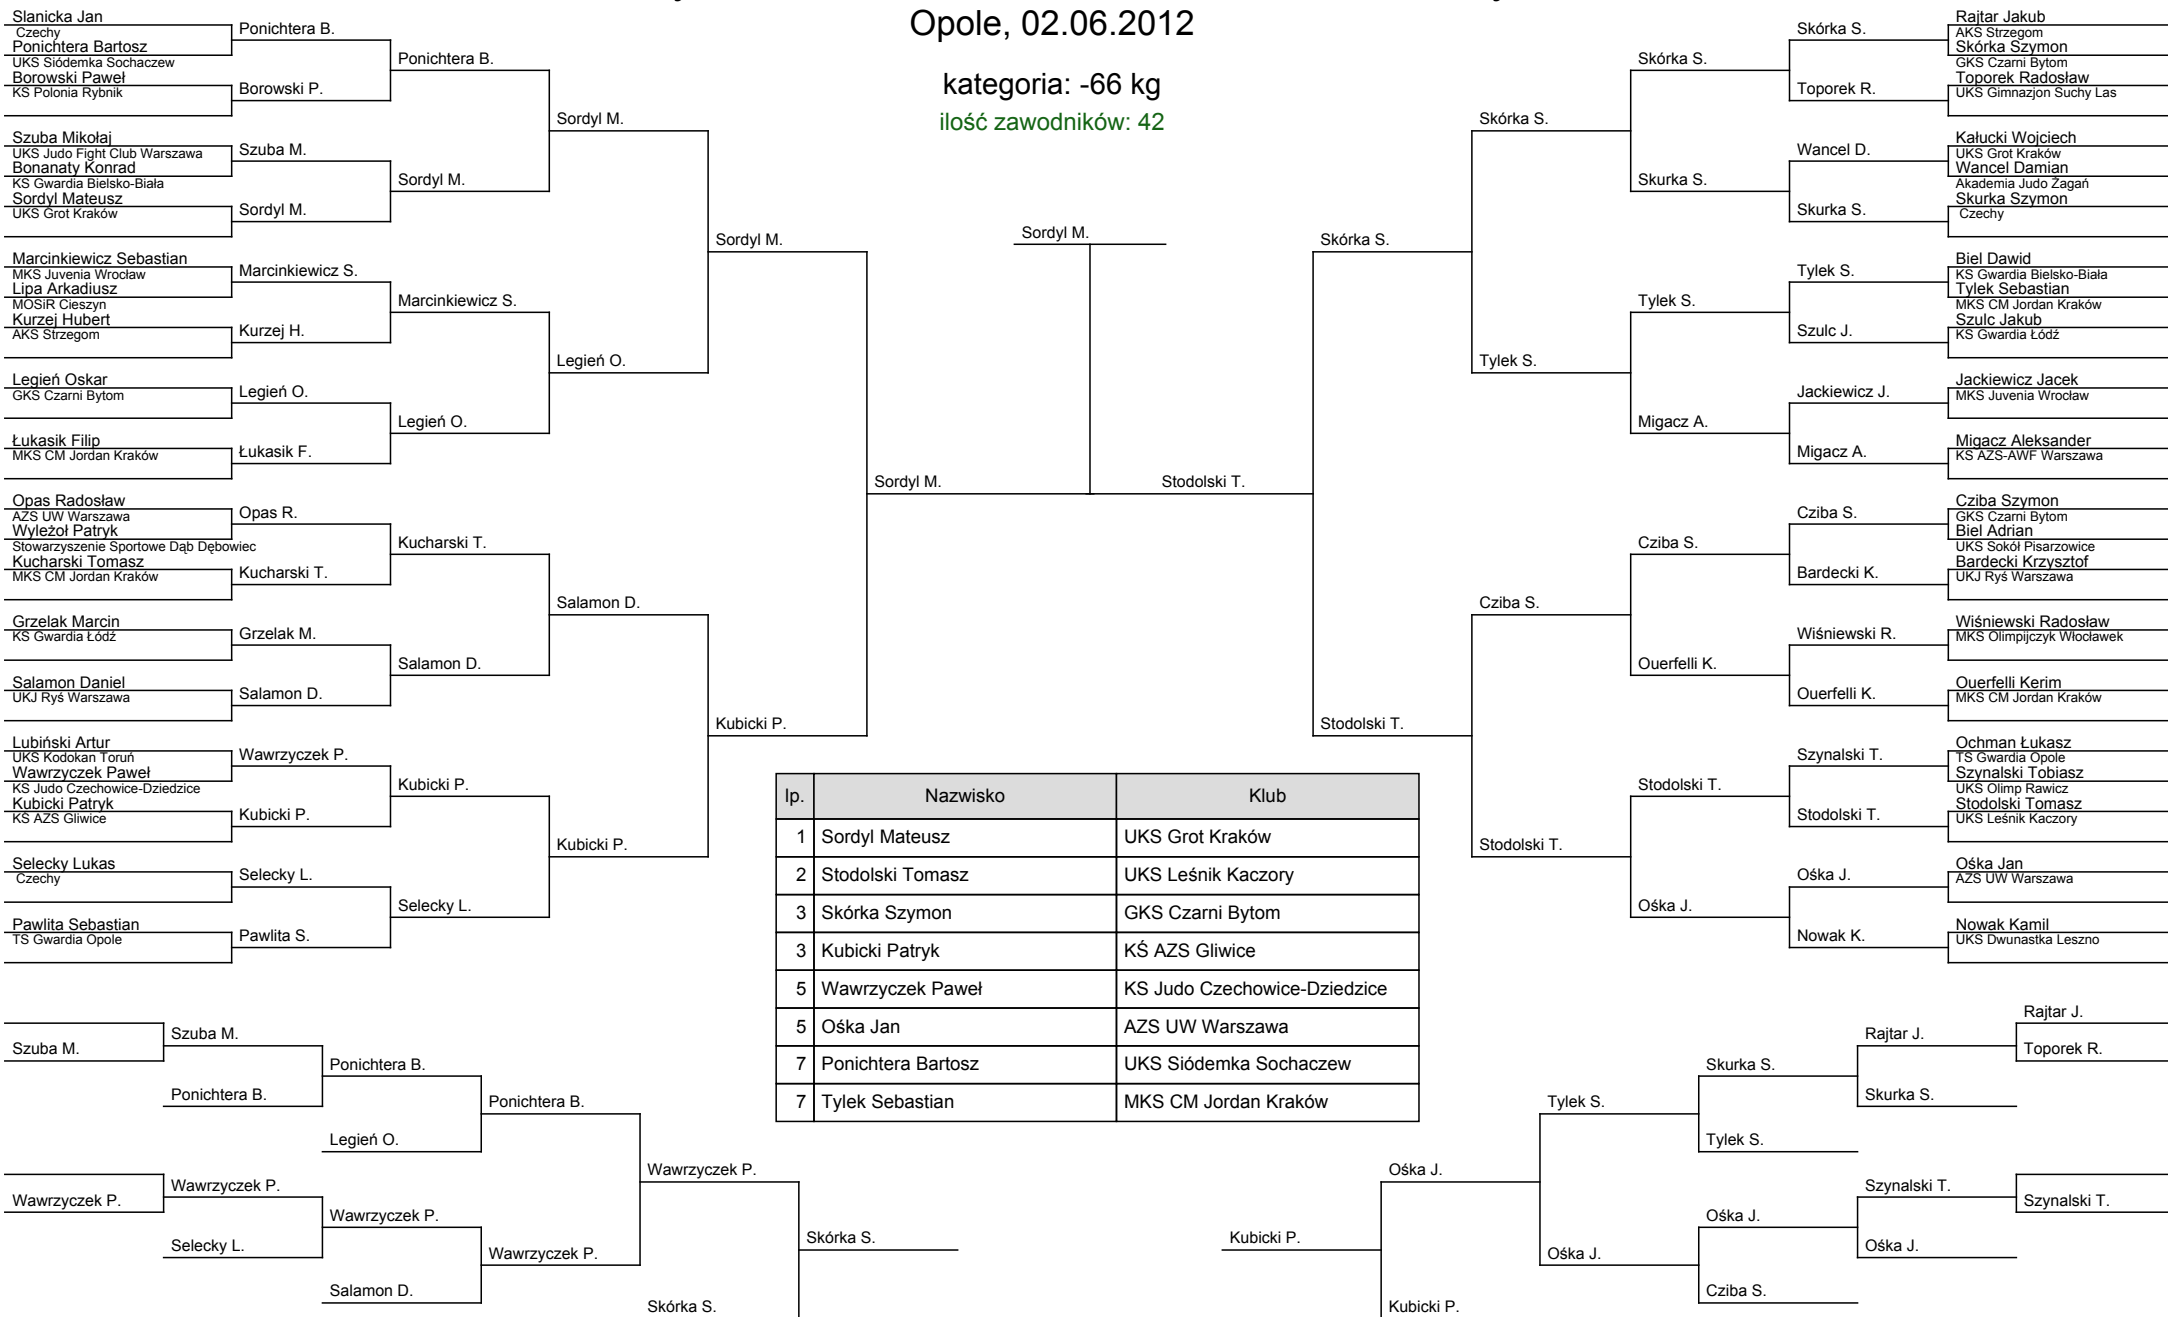 Opole, 02.06.2012
kategoria: -66 kg
ilość zawodników: 42
Slanicka Jan
Czechy
Ponichtera Bartosz
UKS Siódemka Sochaczew
Borowski Paweł
KS Polonia Rybnik
Szuba Mikołaj
UKS Judo Fight Club Warszawa
Bonanaty Konrad
KS Gwardia Bielsko-Biała
Sordyl Mateusz
UKS Grot Kraków
Marcinkiewicz Sebastian
MKS Juvenia Wrocław
Lipa Arkadiusz
MOSiR Cieszyn
Kurzej Hubert
AKS Strzegom
Legień Oskar
GKS Czarni Bytom
Łukasik Filip
MKS CM Jordan Kraków
Opas Radosław
AZS UW Warszawa
Wyleżoł Patryk
Stowarzyszenie Sportowe Dąb Dębowiec
Kucharski Tomasz
MKS CM Jordan Kraków
Grzelak Marcin
KS Gwardia Łódź
Salamon Daniel
UKJ Ryś Warszawa
Lubiński Artur
UKS Kodokan Toruń
Wawrzyczek Paweł
KS Judo Czechowice-Dziedzice
Kubicki Patryk
KŚ AZS Gliwice
Selecky Lukas
Czechy
Pawlita Sebastian
TS Gwardia Opole
Ponichtera B.
Borowski P.
Szuba M.
Sordyl M.
Marcinkiewicz S.
Kurzej H.
Legień O.
Łukasik F.
Opas R.
Kucharski T.
Grzelak M.
Salamon D.
Wawrzyczek P.
Kubicki P.
Selecky L.
Pawlita S.
Ponichtera B.
Sordyl M.
Marcinkiewicz S.
Legień O.
Kucharski T.
Salamon D.
Kubicki P.
Selecky L.
Sordyl M.
Legień O.
Salamon D.
Kubicki P.
Sordyl M.
Kubicki P.
Sordyl M.
Sordyl M.
Stodolski T.
Skórka S.
Stodolski T.
Skórka S.
Tylek S.
Cziba S.
Stodolski T.
Skórka S.
Skurka S.
Tylek S.
Migacz A.
Cziba S.
Ouerfelli K.
Stodolski T.
Ośka J.
Skórka S.
Toporek R.
Wancel D.
Skurka S.
Tylek S.
Szulc J.
Jackiewicz J.
Migacz A.
Cziba S.
Bardecki K.
Wiśniewski R.
Ouerfelli K.
Szynalski T.
Stodolski T.
Ośka J.
Nowak K.
Rajtar Jakub
AKS Strzegom
Skórka Szymon
GKS Czarni Bytom
Toporek Radosław
UKS Gimnazjon Suchy Las
Kałucki Wojciech
UKS Grot Kraków
Wancel Damian
Akademia Judo Żagań
Skurka Szymon
Czechy
Biel Dawid
KS Gwardia Bielsko-Biała
Tylek Sebastian
MKS CM Jordan Kraków
Szulc Jakub
KS Gwardia Łódź
Jackiewicz Jacek
MKS Juvenia Wrocław
Migacz Aleksander
KS AZS-AWF Warszawa
Cziba Szymon
GKS Czarni Bytom
Biel Adrian
UKS Sokół Pisarzowice
Bardecki Krzysztof
UKJ Ryś Warszawa
Wiśniewski Radosław
MKS Olimpijczyk Włocławek
Ouerfelli Kerim
MKS CM Jordan Kraków
Ochman Łukasz
TS Gwardia Opole
Szynalski Tobiasz
UKS Olimp Rawicz
Stodolski Tomasz
UKS Leśnik Kaczory
Ośka Jan
AZS UW Warszawa
Nowak Kamil
UKS Dwunastka Leszno
lp. Nazwisko Klub
1 Sordyl Mateusz UKS Grot Kraków
2 Stodolski Tomasz UKS Leśnik Kaczory
3 Skórka Szymon GKS Czarni Bytom
3 Kubicki Patryk KŚ AZS Gliwice
5 Wawrzyczek Paweł KS Judo Czechowice-Dziedzice
5 Ośka Jan AZS UW Warszawa
7 Ponichtera Bartosz UKS Siódemka Sochaczew
7 Tylek Sebastian MKS CM Jordan Kraków
Szuba M.
Wawrzyczek P.
Szuba M.
Ponichtera B.
Wawrzyczek P.
Selecky L.
Ponichtera B.
Legień O.
Wawrzyczek P.
Salamon D.
Ponichtera B.
Wawrzyczek P.
Wawrzyczek P.
Skórka S.
Skórka S.
Kubicki P.
Ośka J.
Kubicki P.
Tylek S.
Ośka J.
Skurka S.
Tylek S.
Ośka J.
Cziba S.
Rajtar J.
Skurka S.
Szynalski T.
Ośka J.
Rajtar J.
Toporek R.
Szynalski T.